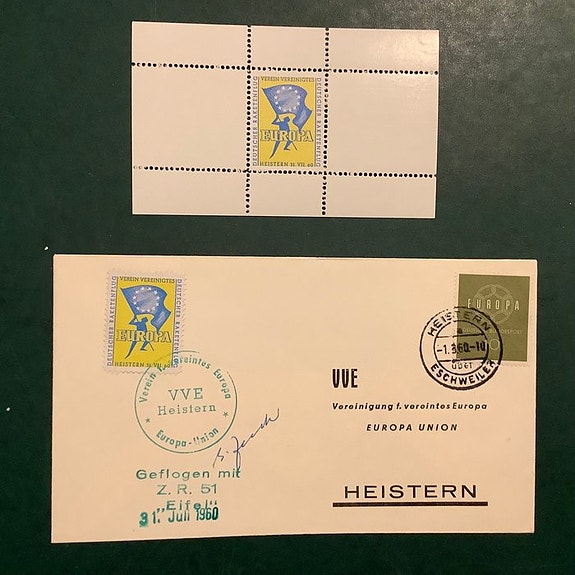 VEREIN VEREINIGTES
DEUTSCHER RAKETENFLUG
DEUTSCHER RAKETENFLUG
EUROPA
HEISTERN 31. VII. 60
VEREIN VEREINIGTES
DEUTSCHER RAKETENFLUG
DEUTSCHER RAKETENFLUG
EUROPA
HEISTERN 31. VII. 60
EUROPA
HEISTERN
a
-1.3.60.-10
über
ESCHWEILER
Verein f. vereintes Europa
VVE
Heistern
Europa-Union
VVE
Vereinigung f. vereintes Europa
EUROPA UNION
HEISTERN
Geflogen mit
Z. R. 51
"Eifel"
31. Juli 1960